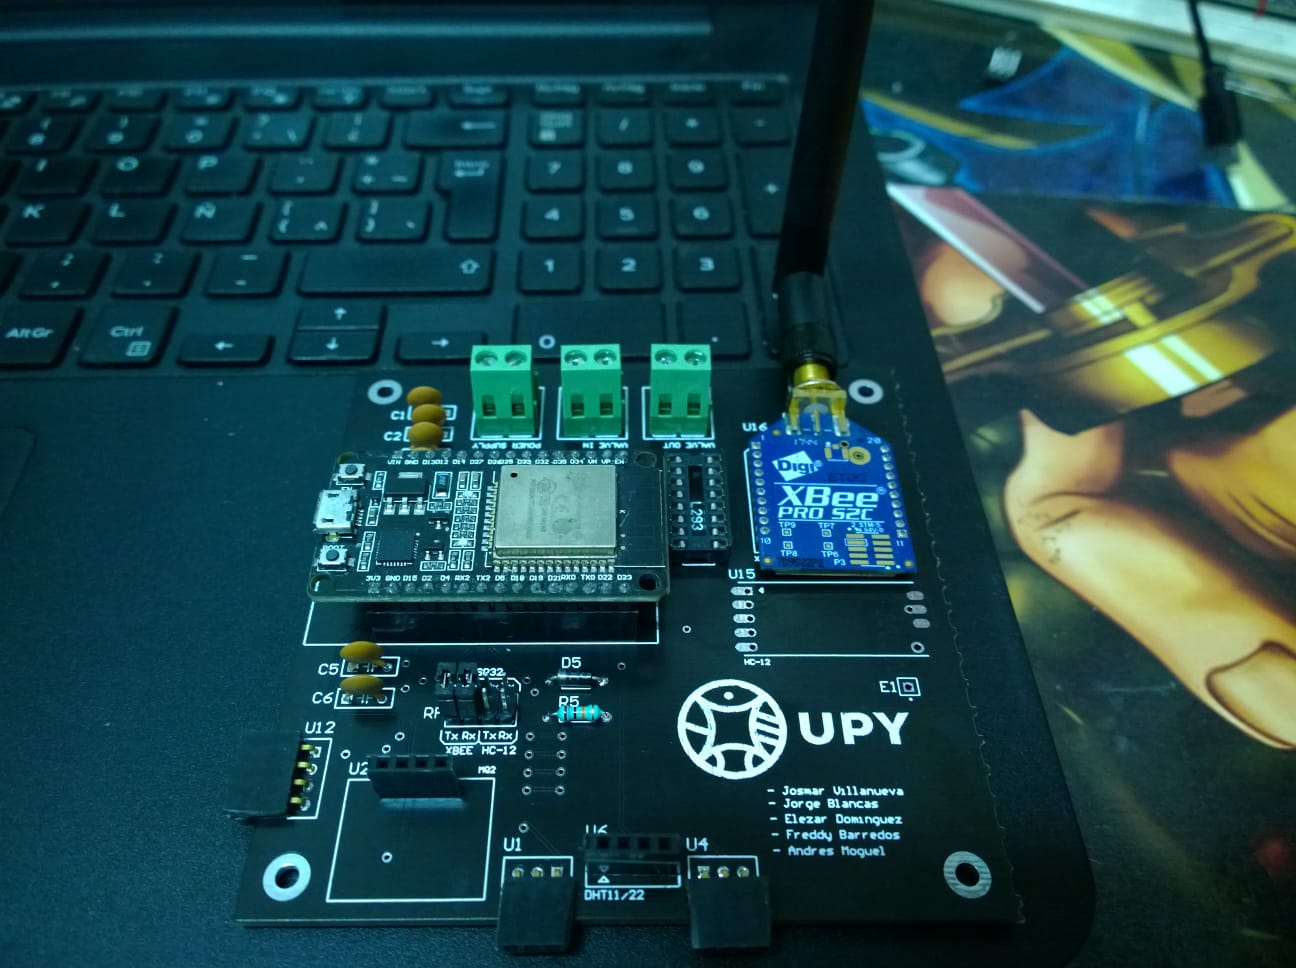 I O P
K L Ñ
AltGr Ctrl
7 8 9
4 5 6
1 2 3
C1
C2
POWER SUPPLY
VALVE IN
VALVE OUT
U16
VIN GND D13 D12 D14 D27 D26 D25 D33 D32 D35 D34 VN VP EN
3V3 GND D15 D2 D4 RX2 TX2 D5 D18 D19 D21 RX0 TX0 D22 D23
L293
1744
20
Digi
XBee®
PRO S2C
TP9 TP7
10 11
TP8 TP6 P3
U15
HC-12
C5
C6
D5
R5
Tx Rx Tx Rx
XBEE HC-12
E1
UPY
U12
MQ2
- Josmar Villanueva
- Jorge Blancas
- Elezar Dominguez
- Freddy Barredos
- Andres Moguel
U1
U6
U4
DHT11/22